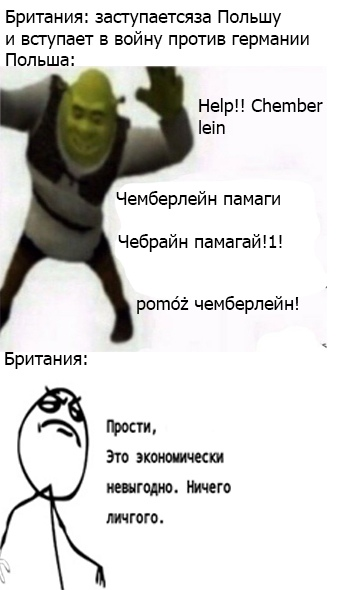 Британия: заступаетсяза Польшу
и вступает в войну против германии
Польша:
Help!! Chember
lein
Чемберлейн памаги
Чебрайн памагай!1!
pomóż чемберлейн!
Британия:
Прости,
Это экономически
невыгодно. Ничего
личгого.